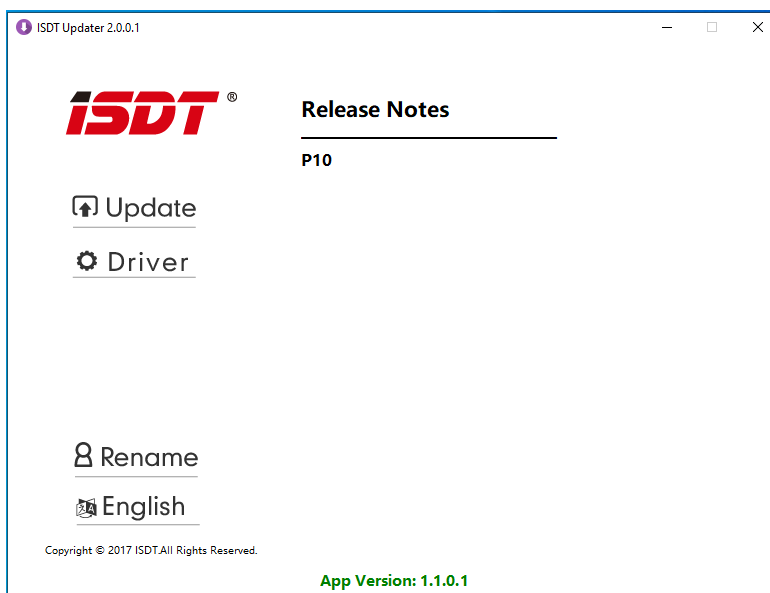 ISDT Updater 2.0.0.1
ISDT ®
Release Notes
P10
Update
Driver
Rename
English
Copyright © 2017 ISDT.All Rights Reserved.
App Version: 1.1.0.1